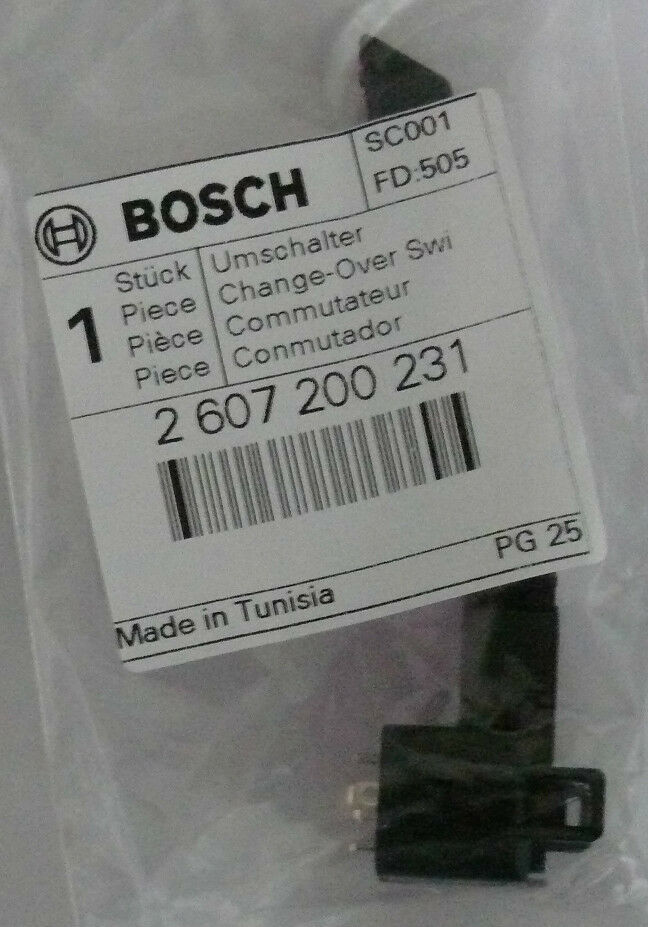 BOSCH
SC001
FD:505
1
Stück
Piece
Pièce
Piece
Umschalter
Change-Over Swi
Commutateur
Conmutador
2 607 200 231
PG 25
Made in Tunisia